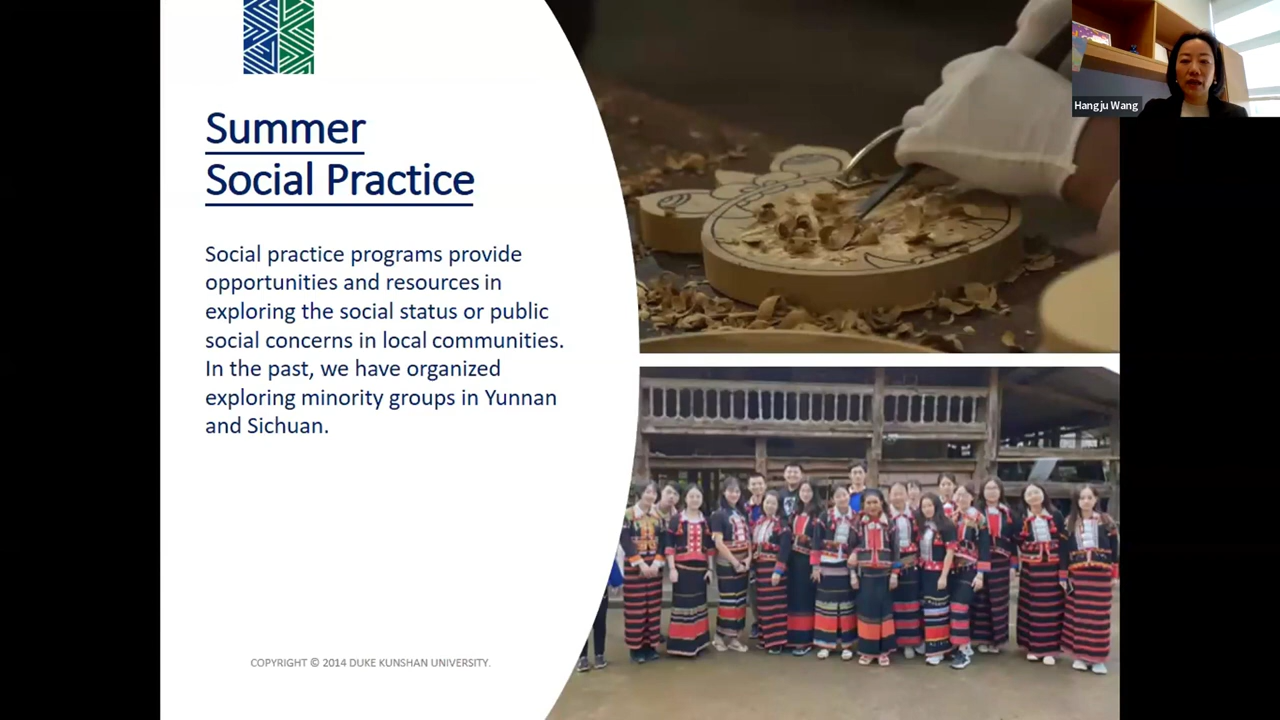 Summer
Social Practice
Social practice programs provide
opportunities and resources in
exploring the social status or public
social concerns in local communities.
In the past, we have organized
exploring minority groups in Yunnan
and Sichuan.
COPYRIGHT © 2014 DUKE KUNSHAN UNIVERSITY.
Hangju Wang